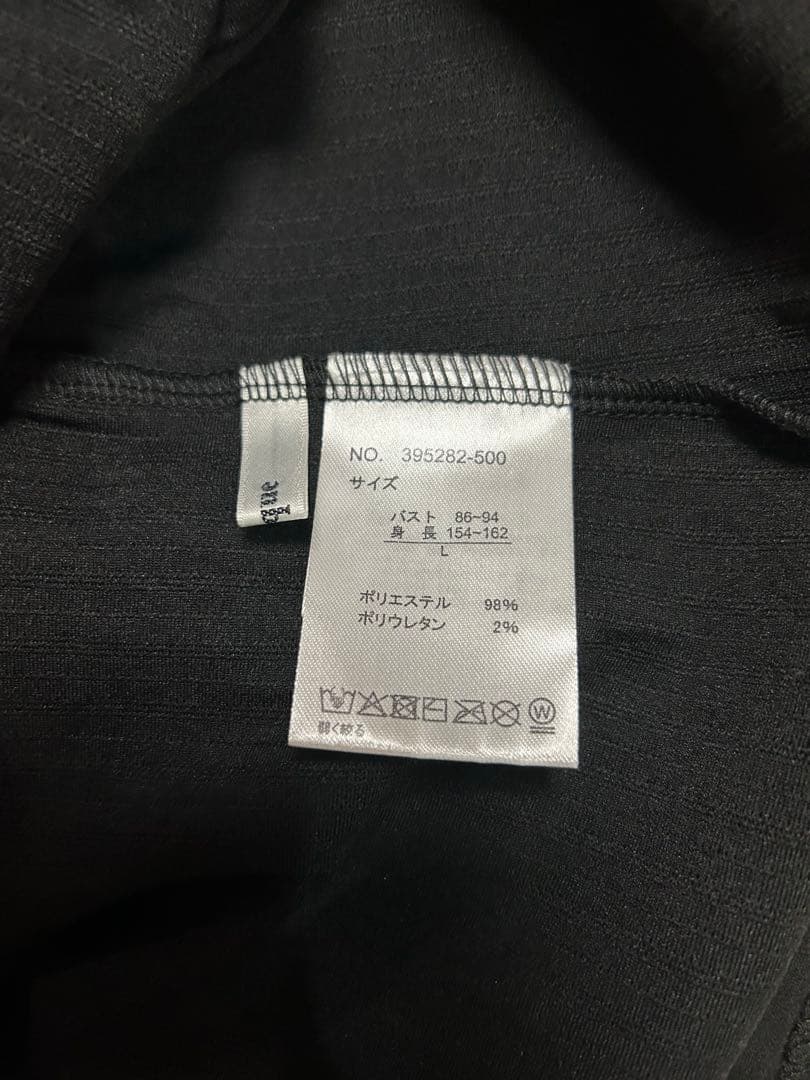 NO. 395282-500
サイズ
バスト 86~94
身 長 154~162
L
ポリエステル 98%
ポリウレタン 2%
W
弱く絞る